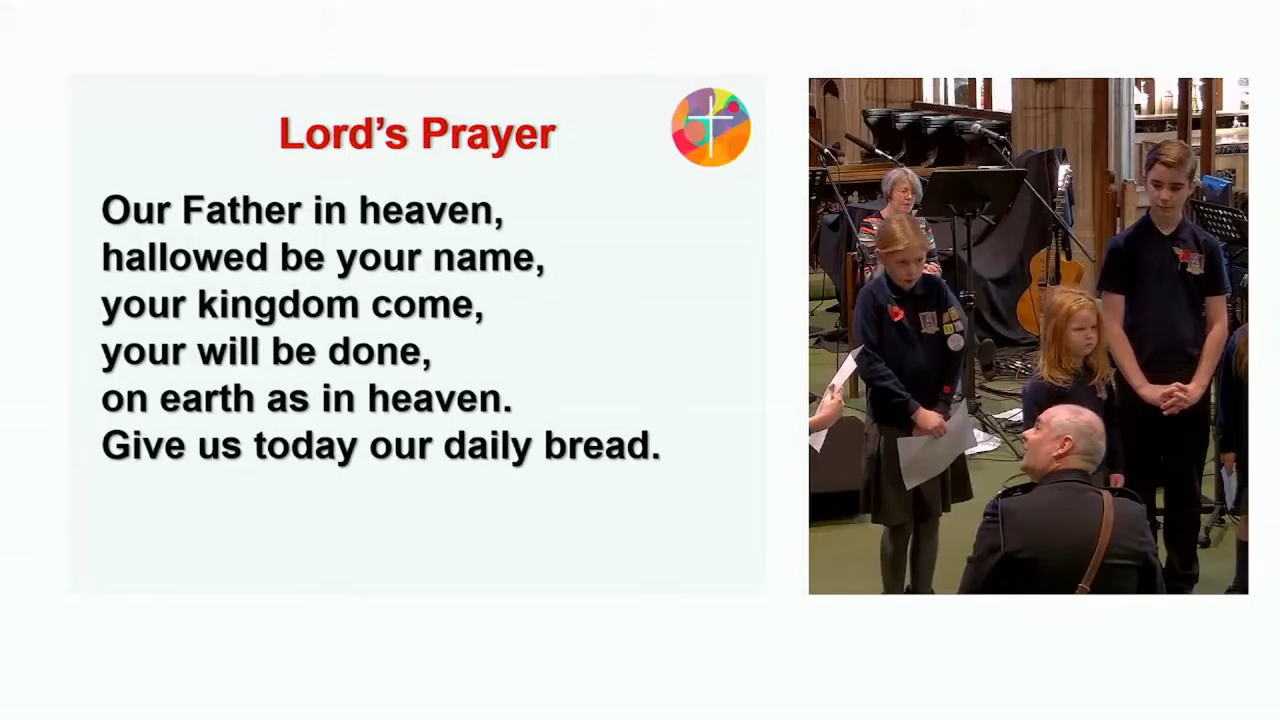 Lord’s Prayer
Our Father in heaven,
hallowed be your name,
your kingdom come,
your will be done,
on earth as in heaven.
Give us today our daily bread.